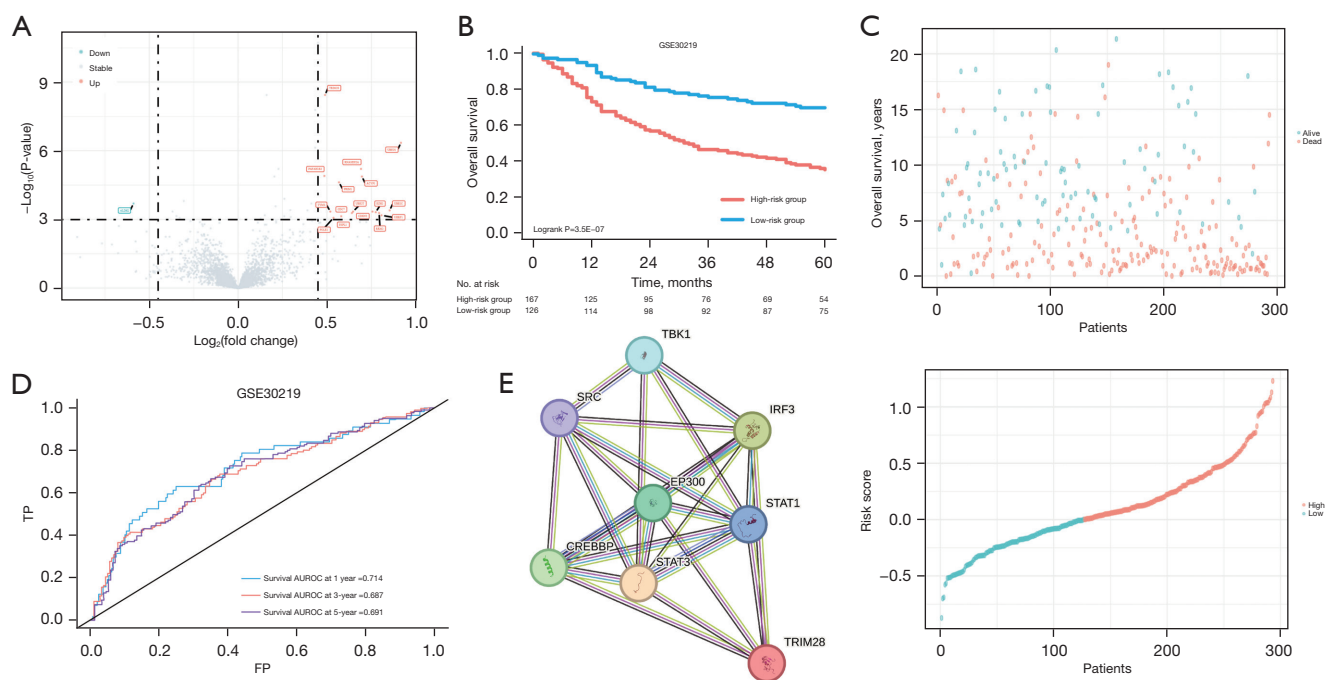 A
Down
Stable
Up
−Log10(P-value)
9
6
3
0
−0.5
0.0
0.5
1.0
Log2(fold change)
B
GSE30219
Overall survival
1.0
0.8
0.6
0.4
0.2
0.0
High-risk group
Low-risk group
Logrank P=3.5E−07
0
12
24
36
48
60
Time, months
No. at risk
High-risk group 167 125 95 76 69 54
Low-risk group 126 114 98 92 87 75
C
Overall survival, years
20
15
10
5
0
Alive
Dead
0
100
200
300
Patients
D
GSE30219
TP
1.0
0.8
0.6
0.4
0.2
0.0
Survival AUROC at 1 year =0.714
Survival AUROC at 3-year =0.687
Survival AUROC at 5-year =0.691
0.0
0.2
0.4
0.6
0.8
1.0
FP
E
TBK1
SRC
IRF3
EP300
STAT1
CREBBP
STAT3
TRIM28
Risk score
1.0
0.5
0.0
−0.5
High
Low
0
100
200
300
Patients